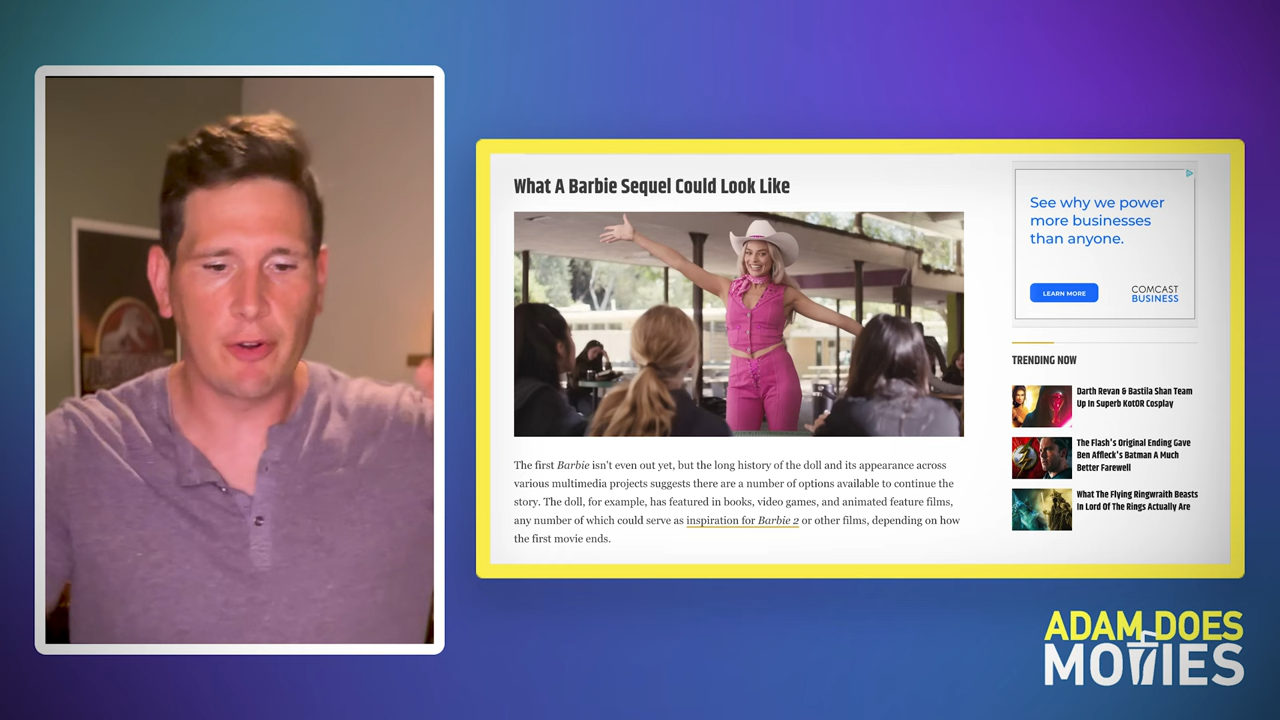 What A Barbie Sequel Could Look Like
The first Barbie isn't even out yet, but the long history of the doll and its appearance across
various multimedia projects suggests there are a number of options available to continue the
story. The doll, for example, has featured in books, video games, and animated feature films,
any number of which could serve as inspiration for Barbie 2 or other films, depending on how
the first movie ends.
See why we power
more businesses
than anyone.
LEARN MORE
COMCAST
BUSINESS
TRENDING NOW
Darth Revan & Bastila Shan Team
Up In Superb KotOR Cosplay
The Flash's Original Ending Gave
Ben Affleck's Batman A Much
Better Farewell
What The Flying Ringwraith Beasts
In Lord Of The Rings Actually Are
ADAM DOES
MOVIES